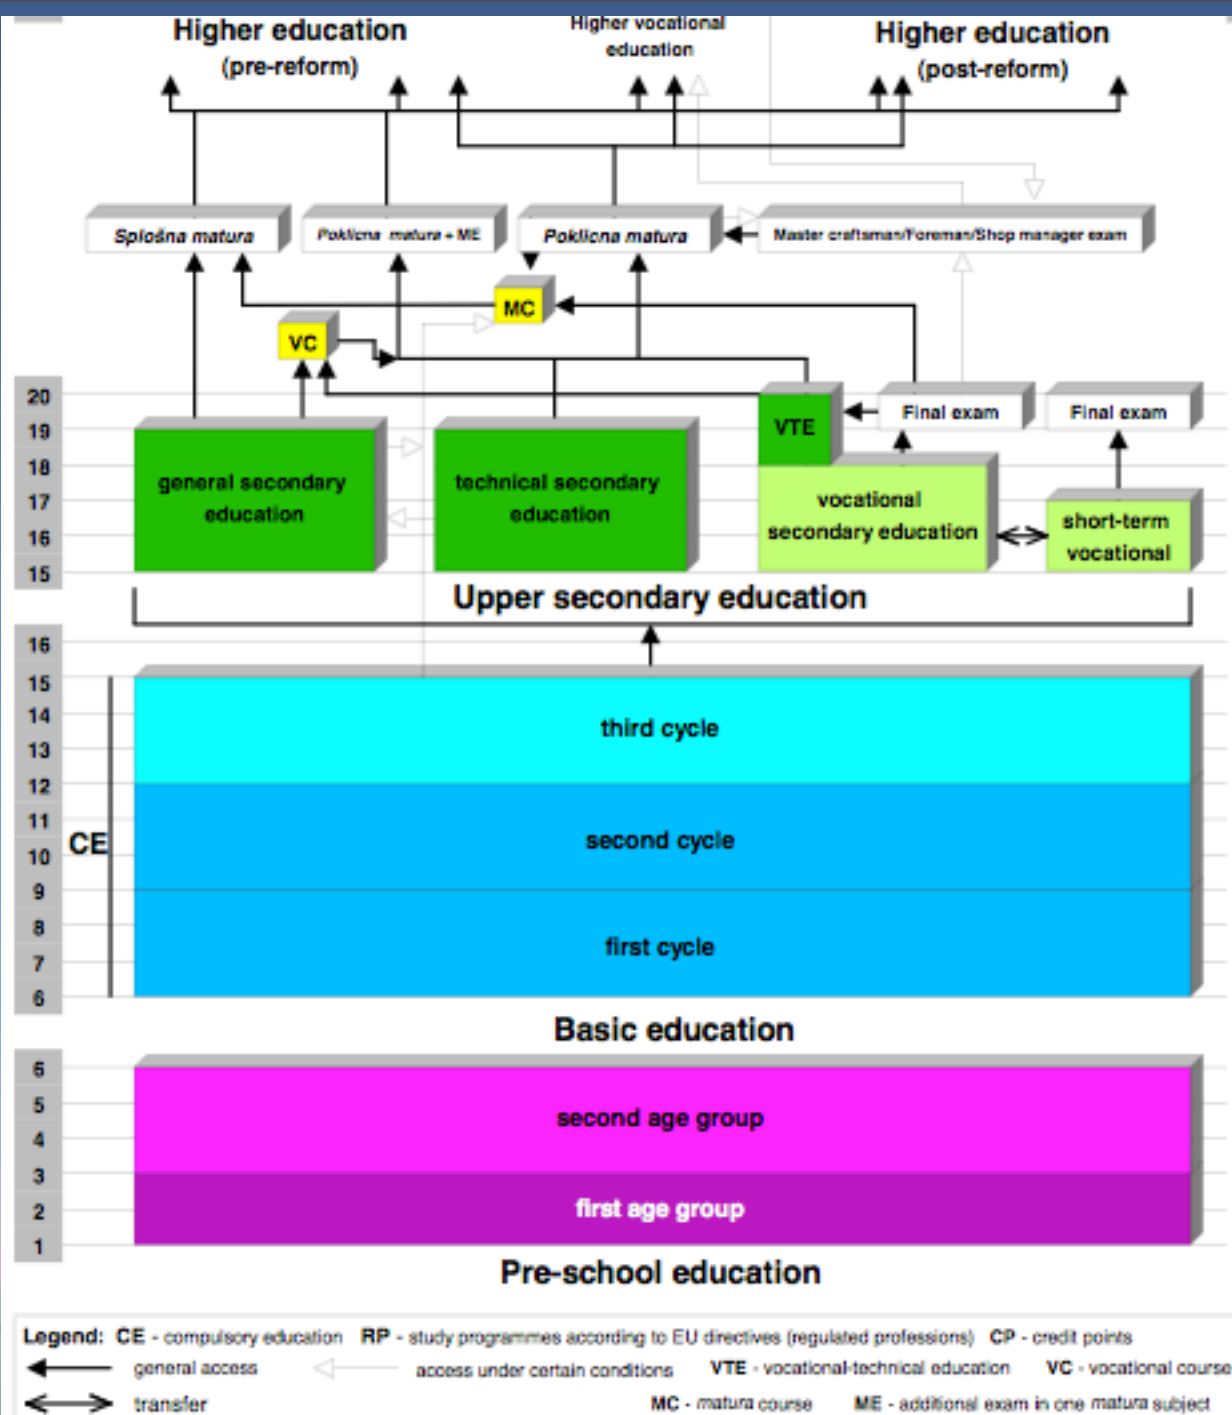 Higher education
(pre-reform)
Higher vocational
education
Higher education
(post-reform)
Splošna matura
Poklicna matura + ME
Poklicna matura
Master craftsman/Foreman/Shop manager exam
MC
VC
20
19
18
17
16
15
VTE
Final exam
Final exam
general secondary
education
technical secondary
education
vocational
secondary education
short-term
vocational
Upper secondary education
16
15
14
13
12
11
10
9
8
7
6
CE
third cycle
second cycle
first cycle
Basic education
6
5
4
3
2
1
second age group
first age group
Pre-school education
Legend: CE - compulsory education RP - study programmes according to EU directives (regulated professions) CP - credit points
general access access under certain conditions VTE - vocational-technical education VC - vocational course
transfer MC - matura course ME - additional exam in one matura subject